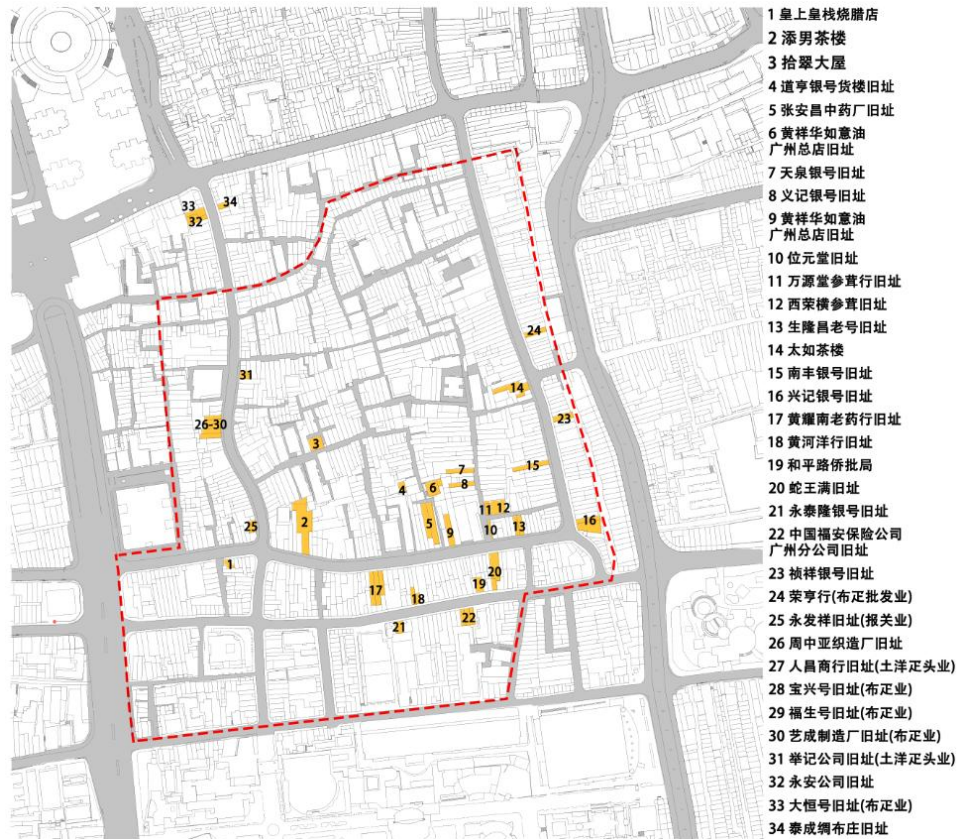 1 皇上皇栈烧腊店
2 添男茶楼
3 拾翠大屋
4 道亨银号货楼旧址
5 张安昌中药厂旧址
6 黄祥华如意油
广州总店旧址
7 天泉银号旧址
8 义记银号旧址
9 黄祥华如意油
广州总店旧址
10 位元堂旧址
11 万源堂参茸行旧址
12 西荣横参茸旧址
13 生隆昌老号旧址
14 太如茶楼
15 南丰银号旧址
16 兴记银号旧址
17 黄耀南老药行旧址
18 黄河洋行旧址
19 和平路侨批局
20 蛇王满旧址
21 永泰隆银号旧址
22 中国福安保险公司
广州分公司旧址
23 祯祥银号旧址
24 荣亨行(布疋批发业)
25 永发祥旧址(报关业)
26 周中亚织造厂旧址
27 人昌商行旧址(土洋疋头业)
28 宝兴号旧址(布疋业)
29 福生号旧址(布疋业)
30 艺成制造厂旧址(布疋业)
31 举记公司旧址(土洋疋头业)
32 永安公司旧址
33 大恒号旧址(布疋业)
34 泰成绸布庄旧址
33
34
32
24
31
14
23
26-30
3
7
15
4
6
8
11
12
2
5
9
10
13
16
25
1
20
17
19
18
22
21